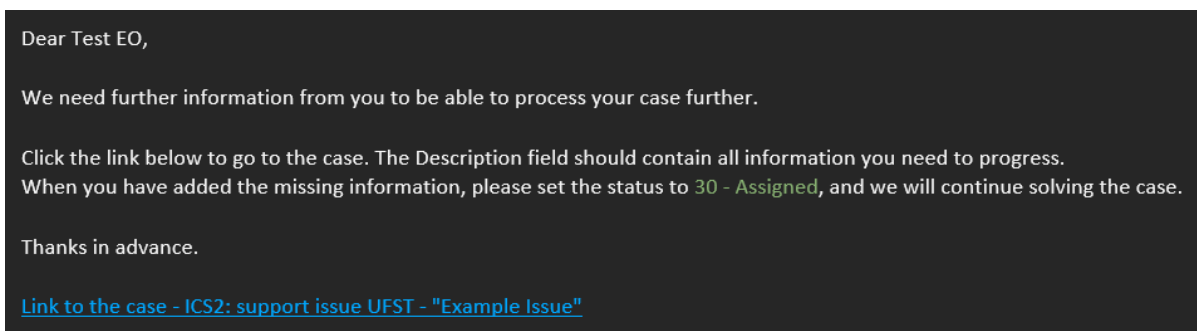 Dear Test EO,
We need further information from you to be able to process your case further.
Click the link below to go to the case. The Description field should contain all information you need to progress.
When you have added the missing information, please set the status to 30 - Assigned, and we will continue solving the case.
Thanks in advance.
Link to the case - ICS2: support issue UFST - "Example Issue"